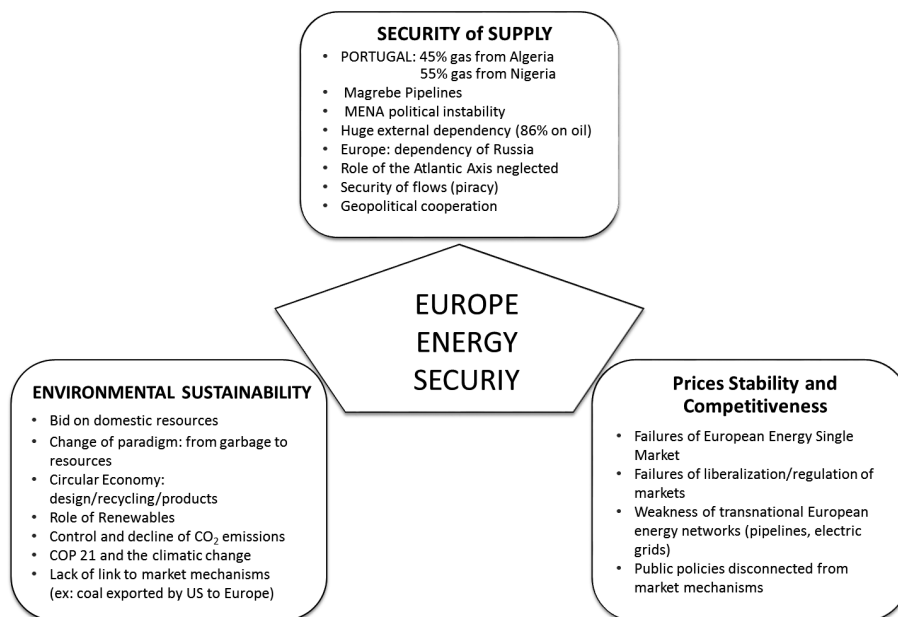 SECURITY of SUPPLY
• PORTUGAL: 45% gas from Algeria
55% gas from Nigeria
• Magrebe Pipelines
• MENA political instability
• Huge external dependency (86% on oil)
• Europe: dependency of Russia
• Role of the Atlantic Axis neglected
• Security of flows (piracy)
• Geopolitical cooperation
EUROPE
ENERGY
SECURIY
ENVIRONMENTAL SUSTAINABILITY
• Bid on domestic resources
• Change of paradigm: from garbage to
resources
• Circular Economy:
design/recycling/products
• Role of Renewables
• Control and decline of CO₂ emissions
• COP 21 and the climatic change
• Lack of link to market mechanisms
(ex: coal exported by US to Europe)
Prices Stability and
Competitiveness
• Failures of European Energy Single
Market
• Failures of liberalization/regulation of
markets
• Weakness of transnational European
energy networks (pipelines, electric
grids)
• Public policies disconnected from
market mechanisms